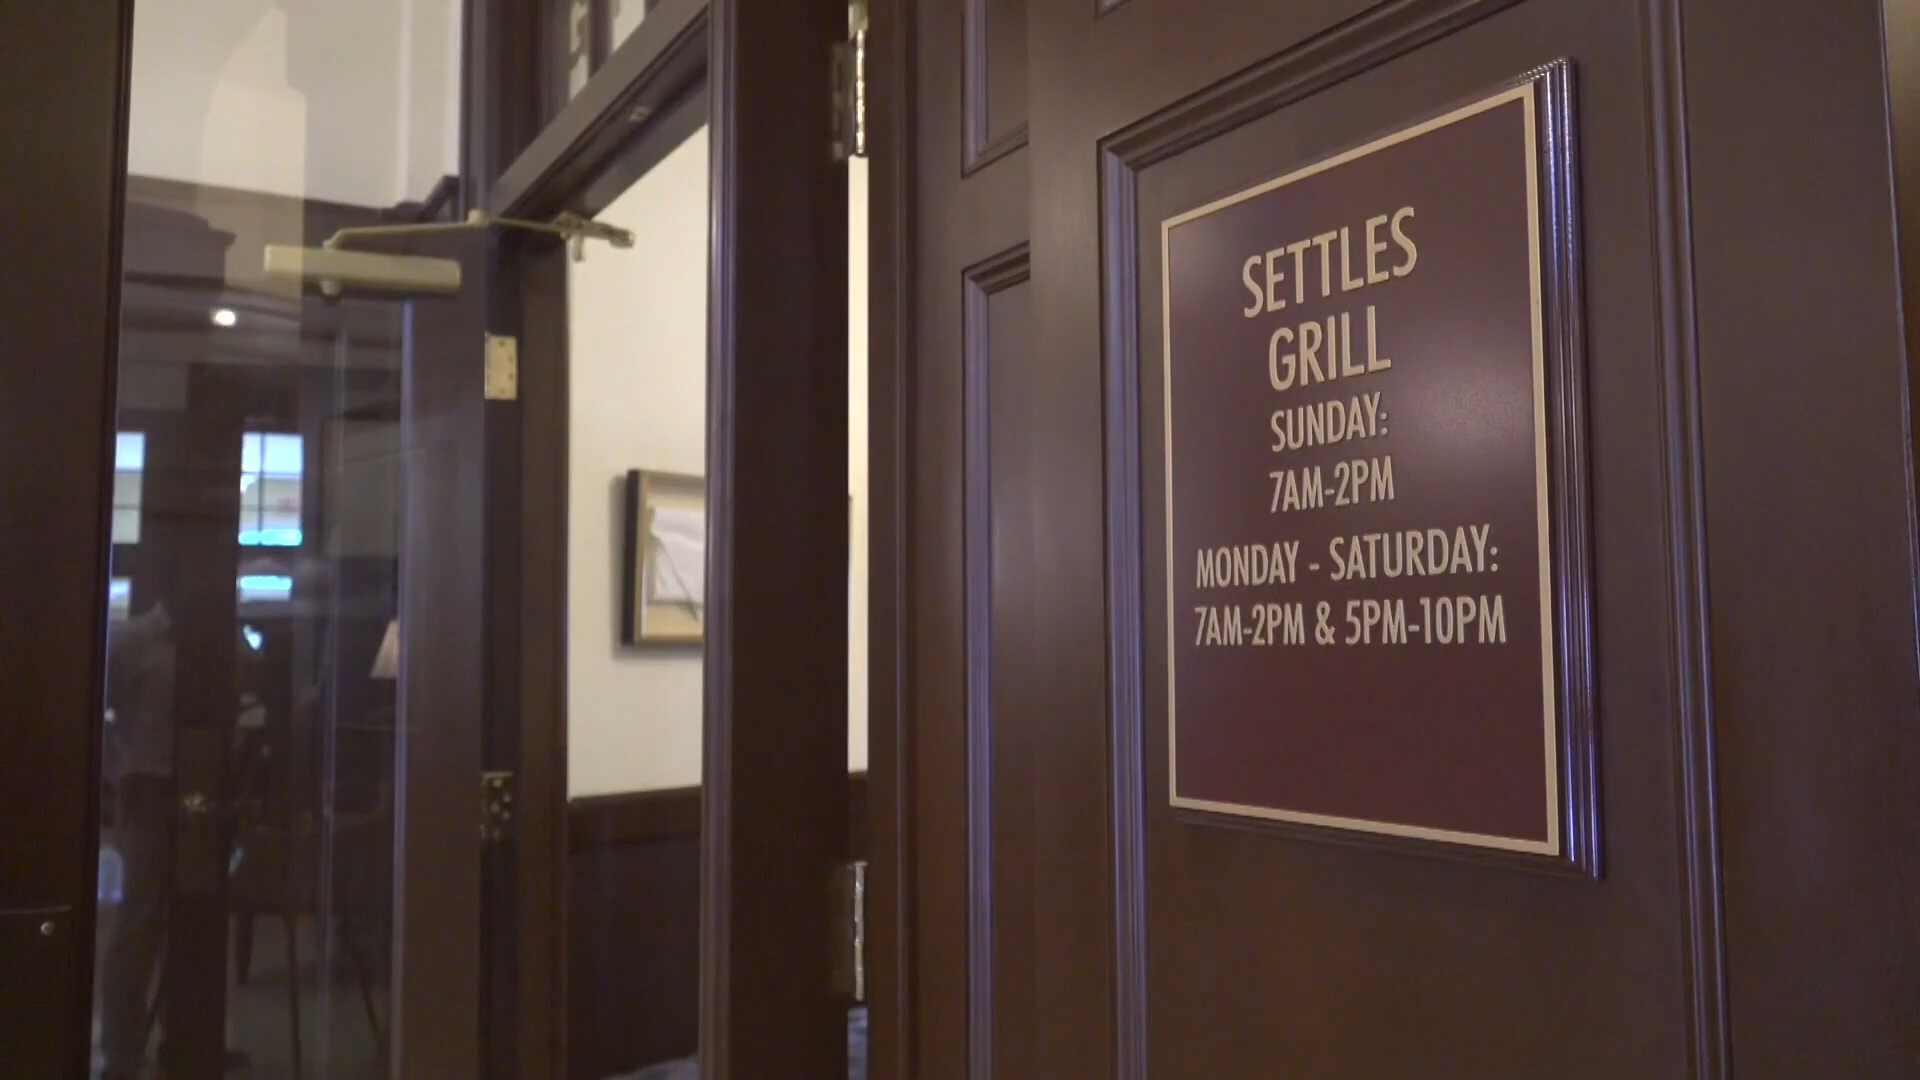 SETTLES
GRILL
SUNDAY:
7AM-2PM
MONDAY - SATURDAY:
7AM-2PM & 5PM-10PM